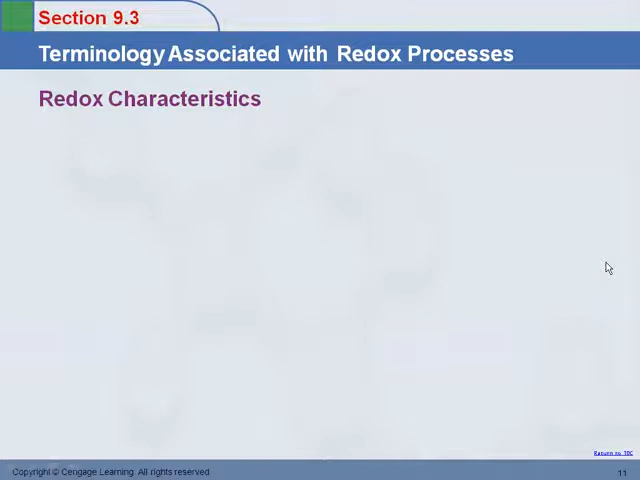 Section 9.3
Terminology Associated with Redox Processes
Redox Characteristics
Return to TOC
Copyright © Cengage Learning. All rights reserved
11